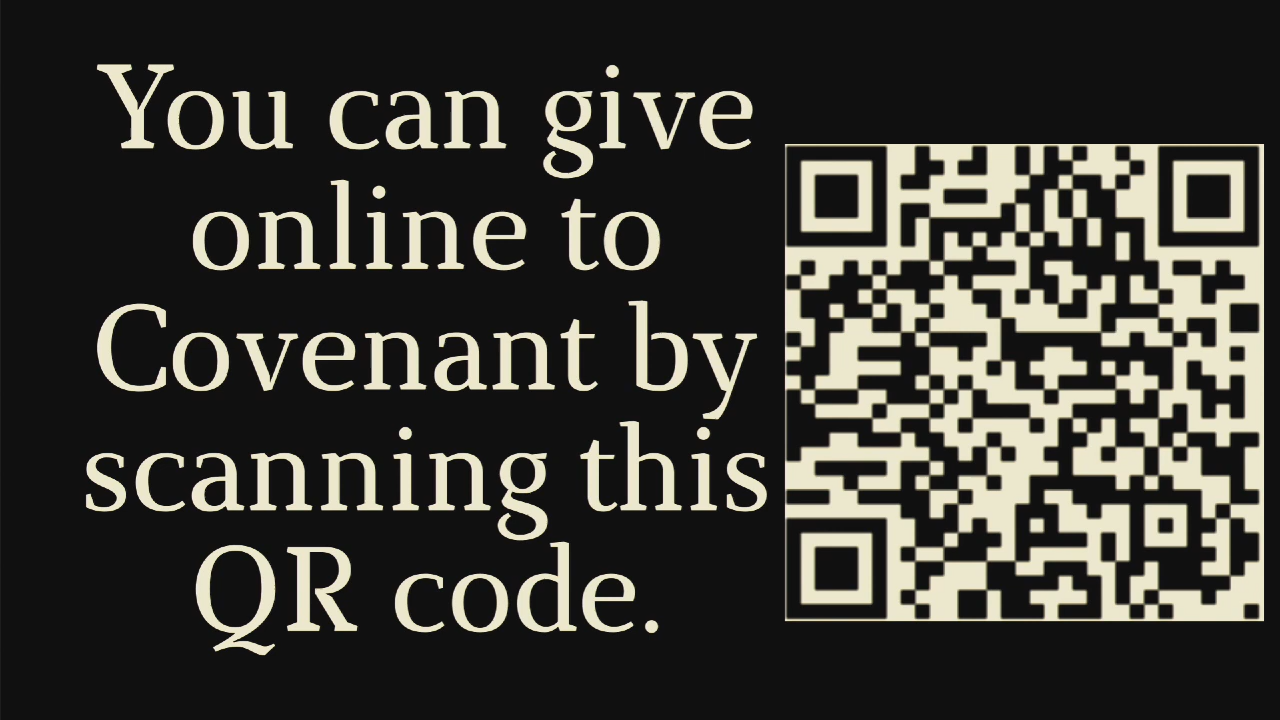 You can give
online to
Covenant by
scanning this
QR code.